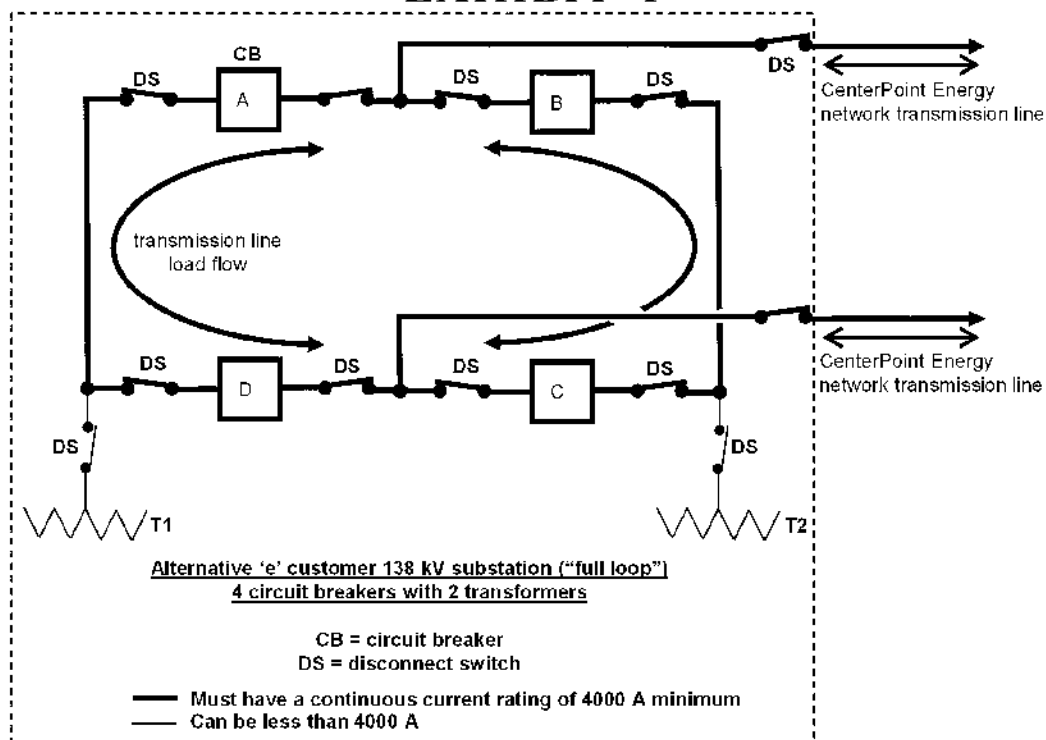 CB
DS
DS
DS
DS
A
B
CenterPoint Energy
network transmission line
transmission line
load flow
DS
DS
DS
DS
D
C
CenterPoint Energy
network transmission line
DS
DS
T1
T2
Alternative ‘e’ customer 138 kV substation (“full loop”)
4 circuit breakers with 2 transformers
CB = circuit breaker
DS = disconnect switch
Must have a continuous current rating of 4000 A minimum
Can be less than 4000 A